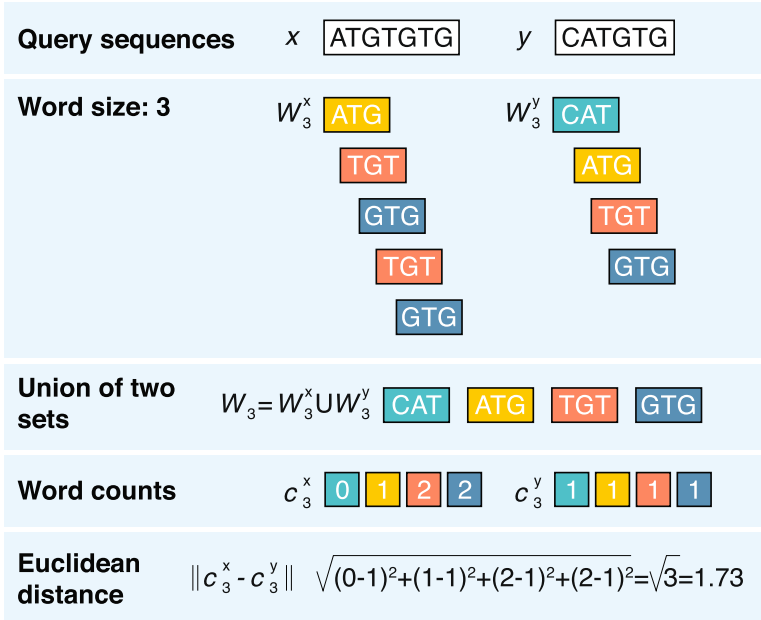 Query sequences x ATGTGTG y CATGTG
Word size: 3 W₃ˣ ATG W₃ʸ CAT
TGT ATG
GTG TGT
TGT GTG
GTG
Union of two sets W₃=W₃ˣUW₃ʸ CAT ATG TGT GTG
Word counts c₃ˣ 0 1 2 2 c₃ʸ 1 1 1 1
Euclidean distance ||c₃ˣ - c₃ʸ|| √(0-1)²+(1-1)²+(2-1)²+(2-1)²=√3=1.73